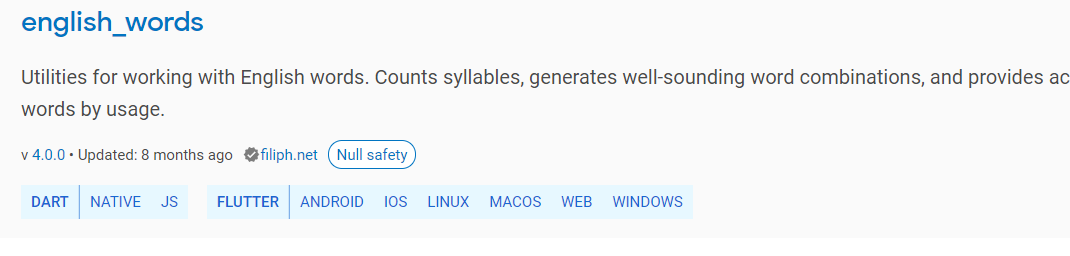 english_words
Utilities for working with English words. Counts syllables, generates well-sounding word combinations, and provides ac
words by usage.
v 4.0.0 • Updated: 8 months ago filiph.net Null safety
DART NATIVE JS FLUTTER ANDROID IOS LINUX MACOS WEB WINDOWS